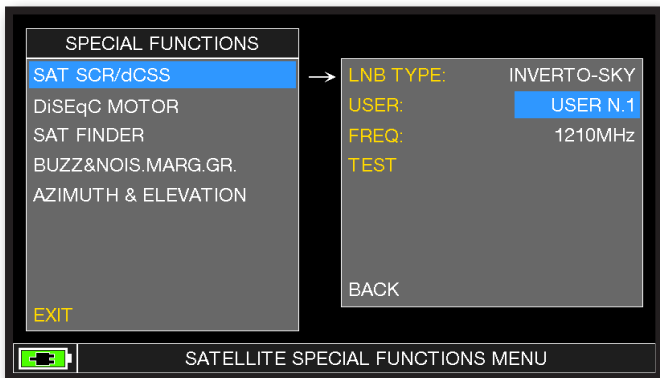 SPECIAL FUNCTIONS
SAT SCR/dCSS
DiSEqC MOTOR
SAT FINDER
BUZZ&NOIS.MARG.GR.
AZIMUTH & ELEVATION
EXIT
LNB TYPE: INVERTO-SKY
USER: USER N.1
FREQ: 1210MHz
TEST
BACK
SATELLITE SPECIAL FUNCTIONS MENU